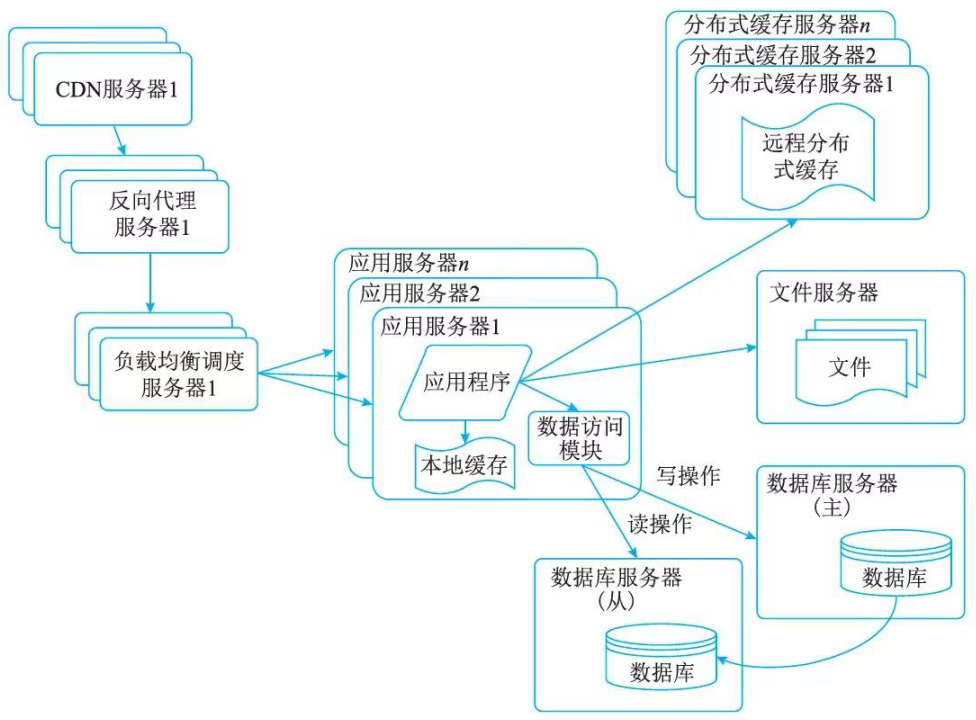 CDN服务器1
反向代理
服务器1
负载均衡调度
服务器1
应用服务器n
应用服务器2
应用服务器1
应用程序
本地缓存
数据访问
模块
分布式缓存服务器n
分布式缓存服务器2
分布式缓存服务器1
远程分布
式缓存
文件服务器
文件
写操作
读操作
数据库服务器
(主)
数据库
数据库服务器
(从)
数据库